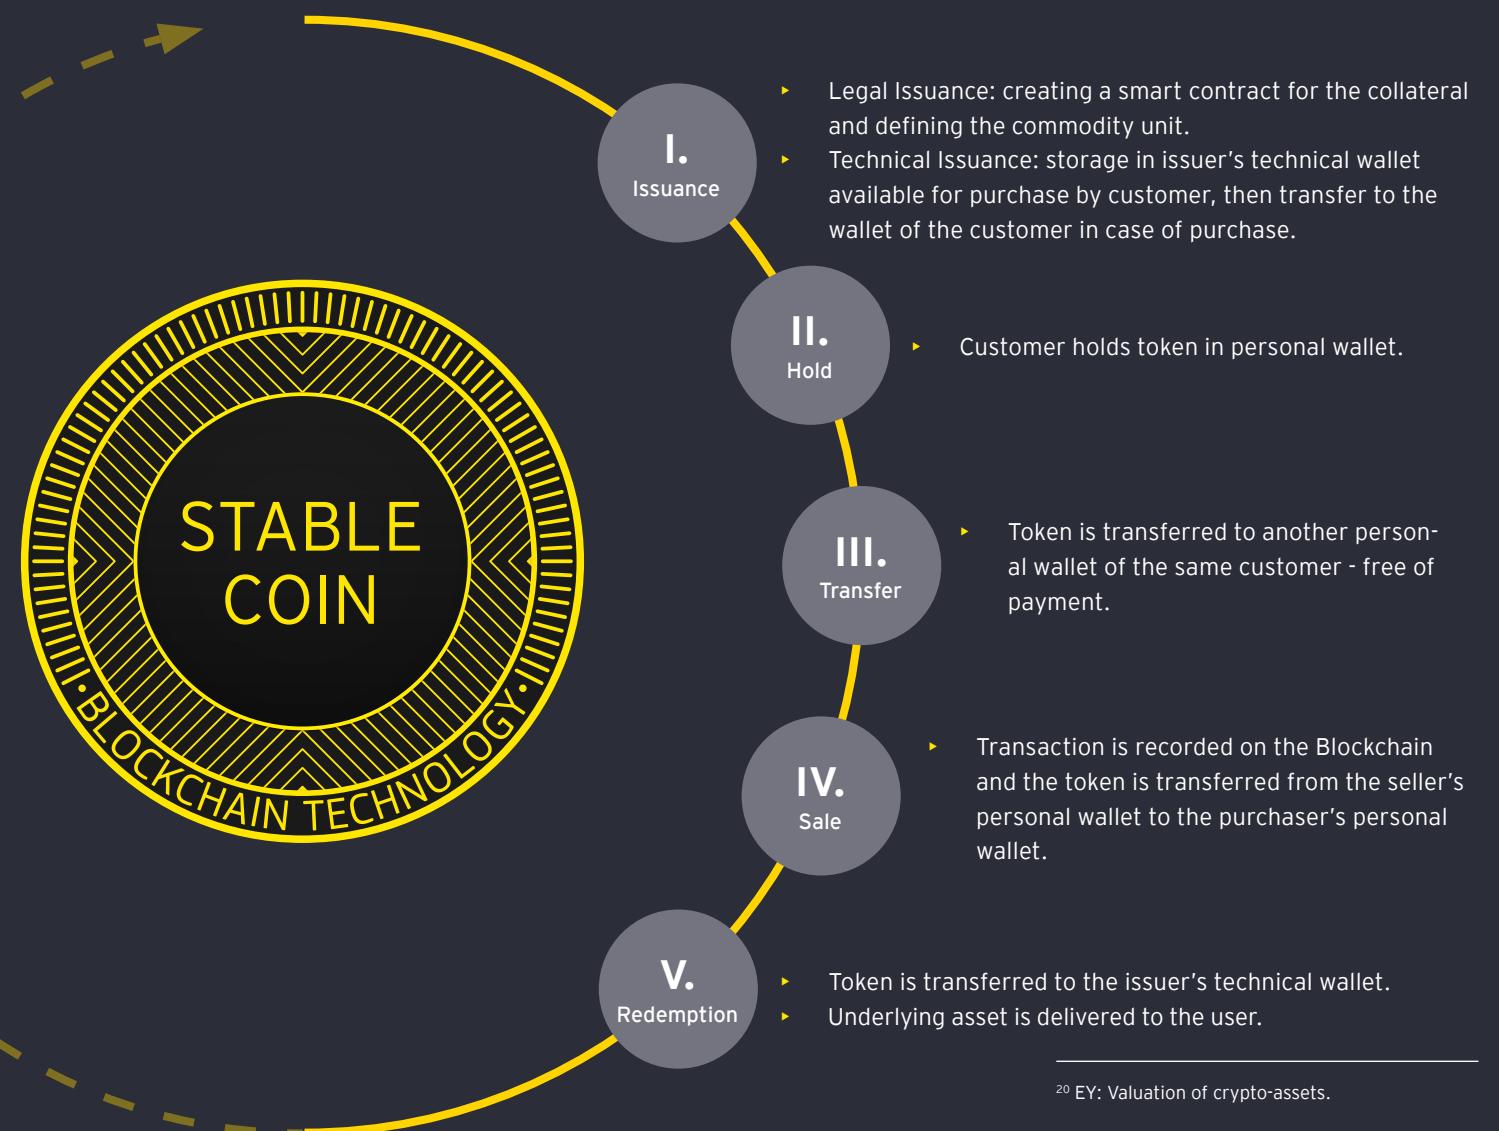 I.
Issuance
▸ Legal Issuance: creating a smart contract for the collateral
and defining the commodity unit.
▸ Technical Issuance: storage in issuer’s technical wallet
available for purchase by customer, then transfer to the
wallet of the customer in case of purchase.
II.
Hold
▸ Customer holds token in personal wallet.
STABLE
COIN
BLOCKCHAIN TECHNOLOGY
III.
Transfer
▸ Token is transferred to another person-
al wallet of the same customer - free of
payment.
IV.
Sale
▸ Transaction is recorded on the Blockchain
and the token is transferred from the seller’s
personal wallet to the purchaser’s personal
wallet.
V.
Redemption
▸ Token is transferred to the issuer’s technical wallet.
▸ Underlying asset is delivered to the user.
20 EY: Valuation of crypto-assets.